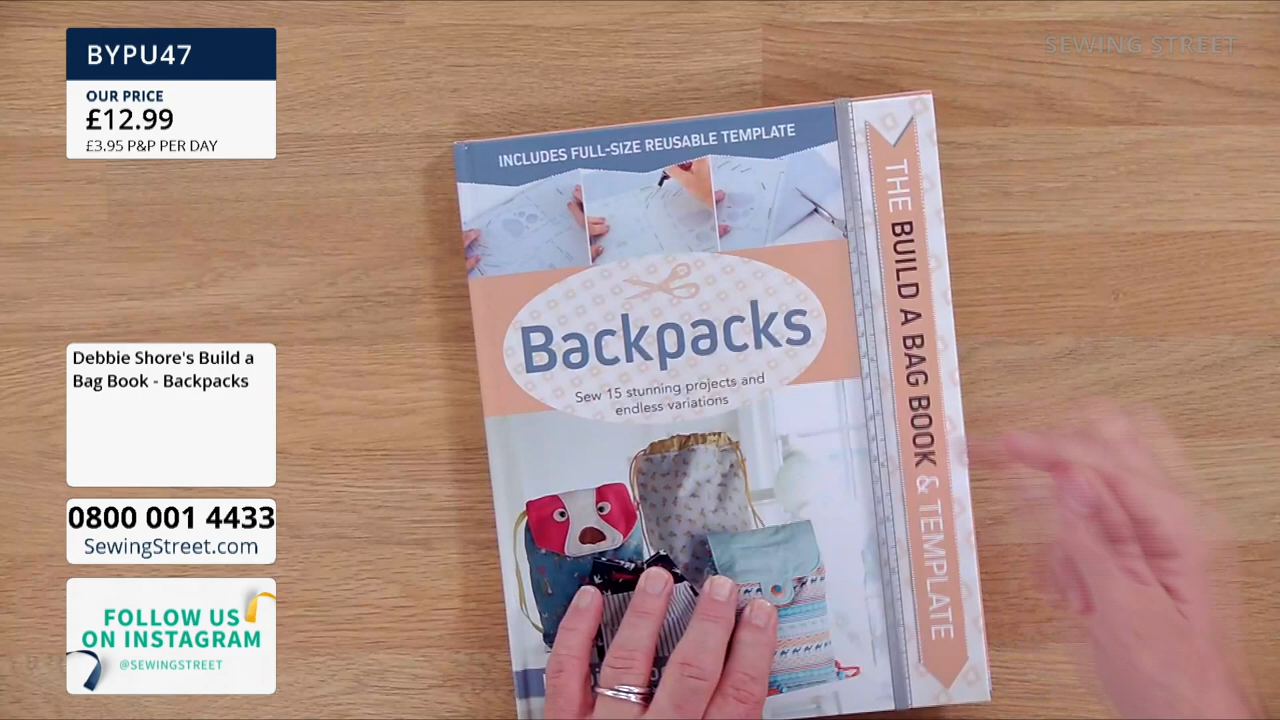 BYPU47
OUR PRICE
£12.99
£3.95 P&P PER DAY
Debbie Shore's Build a
Bag Book - Backpacks
0800 001 4433
SewingStreet.com
FOLLOW US
ON INSTAGRAM
@SEWINGSTREET
SEWING STREET
INCLUDES FULL-SIZE REUSABLE TEMPLATE
Backpacks
Sew 15 stunning projects and
endless variations
THE BUILD A BAG BOOK & TEMPLATE